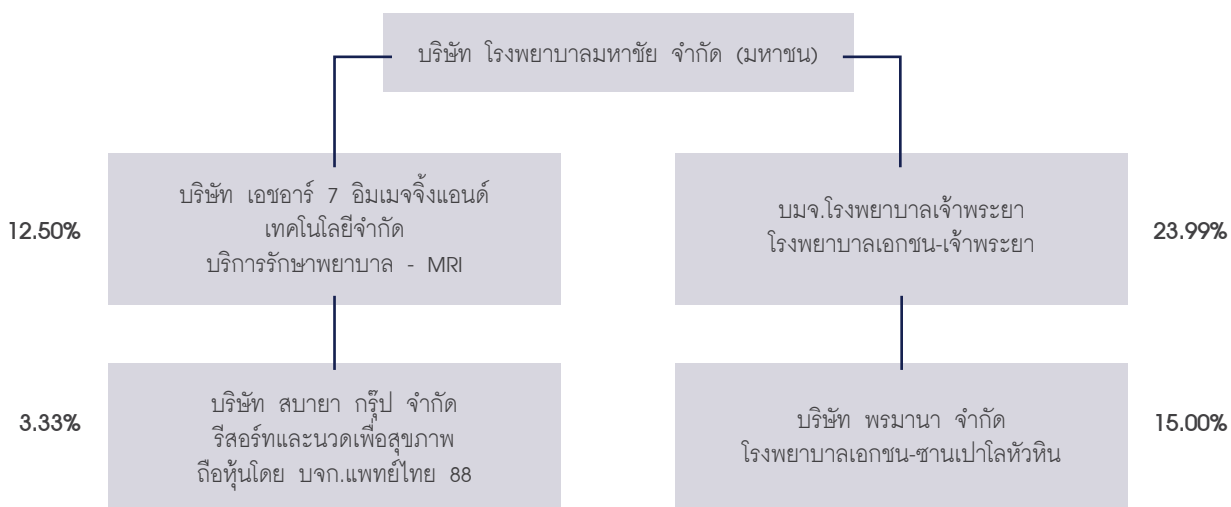 บริษัท โรงพยาบาลมหาชัย จำกัด (มหาชน)
12.50%
บริษัท เอชอาร์ 7 อิมเมจจิ้งแอนด์
เทคโนโลยีจำกัด
บริการรักษาพยาบาล - MRI
บมจ.โรงพยาบาลเจ้าพระยา
โรงพยาบาลเอกชน-เจ้าพระยา
23.99%
3.33%
บริษัท สบายา กรุ๊ป จำกัด
รีสอร์ทและนวดเพื่อสุขภาพ
ถือหุ้นโดย บจก.แพทย์ไทย 88
บริษัท พรมานา จำกัด
โรงพยาบาลเอกชน-ซานเปาโลหัวหิน
15.00%